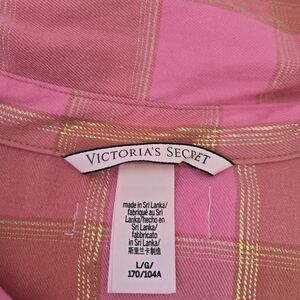 VICTORIA'S SECRET
made in Sri Lanka/
fabriqué au Sri
Lanka/hecho en
Sri Lanka/
fabbricato
in Sri Lanka/
斯里兰卡制造
L/G/
170/104A